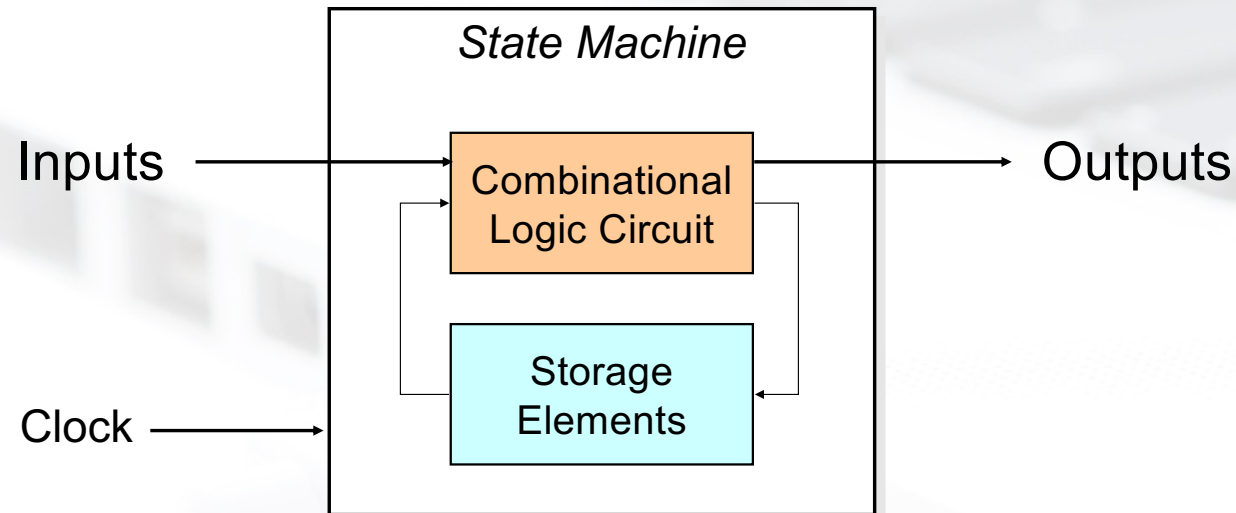 State Machine
Inputs
Combinational
Logic Circuit
Outputs
Storage
Elements
Clock